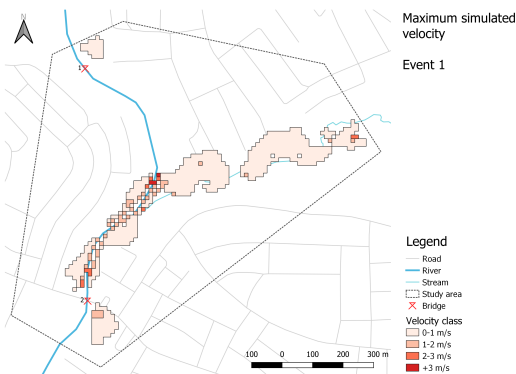 Maximum simulated
velocity
Event 1
N
1
2
Legend
Road
River
Stream
Study area
Bridge
Velocity class
0-1 m/s
1-2 m/s
2-3 m/s
+3 m/s
100 0 100 200 300 m